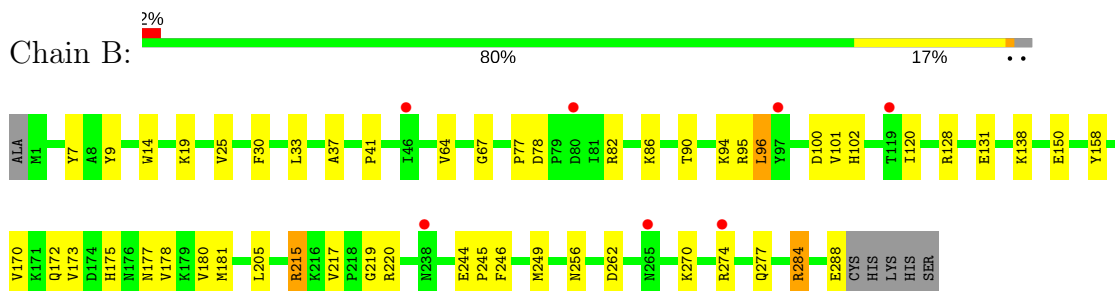 2%
Chain B:
80% 17% . .
ALA M1 Y7 A8 Y9 W14 K19 V25 F30 L33 A37 P41 I46 V64 G67 P77 D78 P79 D80 I81 R82 K86 T90 K94 R95 L96 Y97 D100 V101 H102 T119 I120 R128 E131 K138 E150 Y158
V170 K171 Q172 V173 D174 H175 N176 N177 V178 K179 V180 M181 L205 R215 K216 V217 P218 G219 R220 N238 E244 P245 F246 M249 N256 D262 N265 K270 R274 Q277 R284 E288 CYS HIS LYS HIS SER